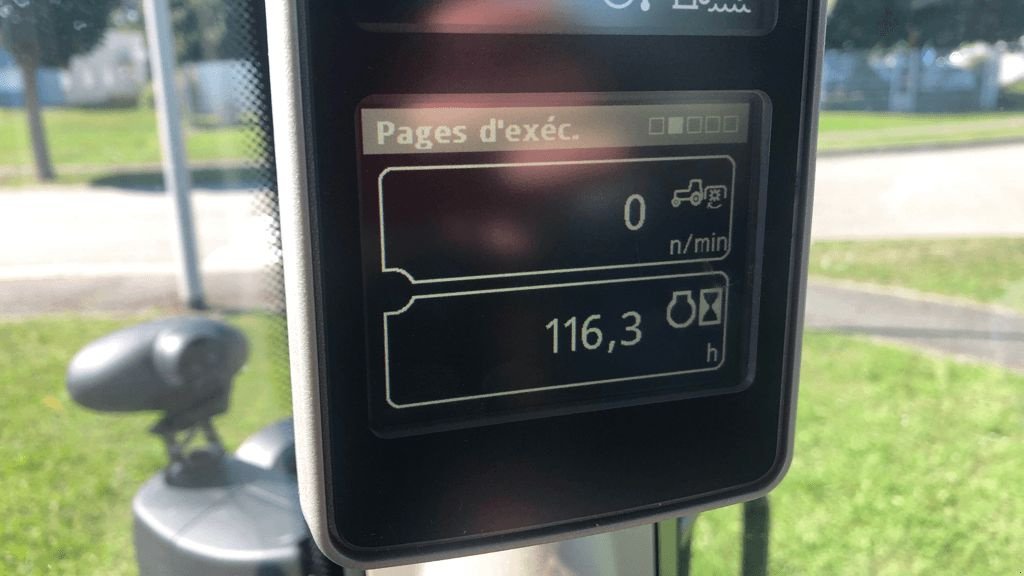 Pages d'exéc.
0
n/min
116,3
h